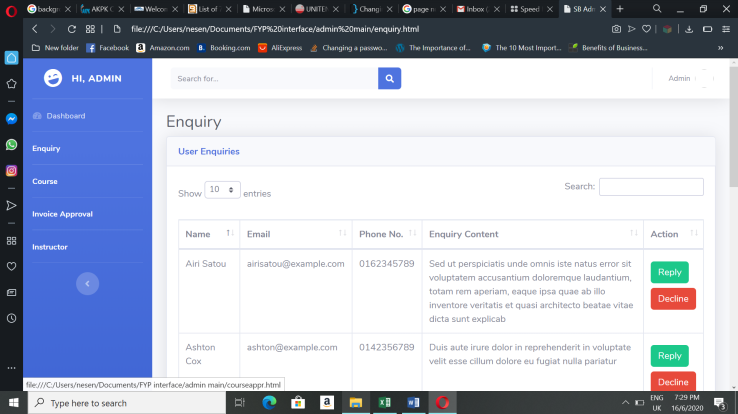 backgr
AKPK C
Welcom
List of F
Microso
UNITEN
Changi
page n
Inbox (
Speed
SB Adm
file:///C:/Users/nesen/Documents/FYP%20interface/admin%20main/enquiry.html
New folder
Facebook
Amazon.com
Booking.com
AliExpress
Changing a passwo...
The Importance of...
The 10 Most Import...
Benefits of Business...
HI, ADMIN
Search for...
Admin
Dashboard
Enquiry
Course
Invoice Approval
Instructor
Enquiry
User Enquiries
Show 10 entries
Search:
Name Email Phone No. Enquiry Content Action
Airi Satou airisatou@example.com 0162345789
Sed ut perspiciatis unde omnis iste natus error sit
voluptatem accusantium doloremque laudantium,
totam rem aperiam, eaque ipsa quae ab illo
inventore veritatis et quasi architecto beatae vitae
dicta sunt explicab
Reply
Decline
Ashton
Cox
ashton@example.com 0142356789
Duis aute irure dolor in reprehenderit in voluptate
velit esse cillum dolore eu fugiat nulla pariatur
Reply
Decline
file:///C:/Users/nesen/Documents/FYP interface/admin main/courseappr.html
Type here to search
ENG
UK
7:29 PM
16/6/2020
3